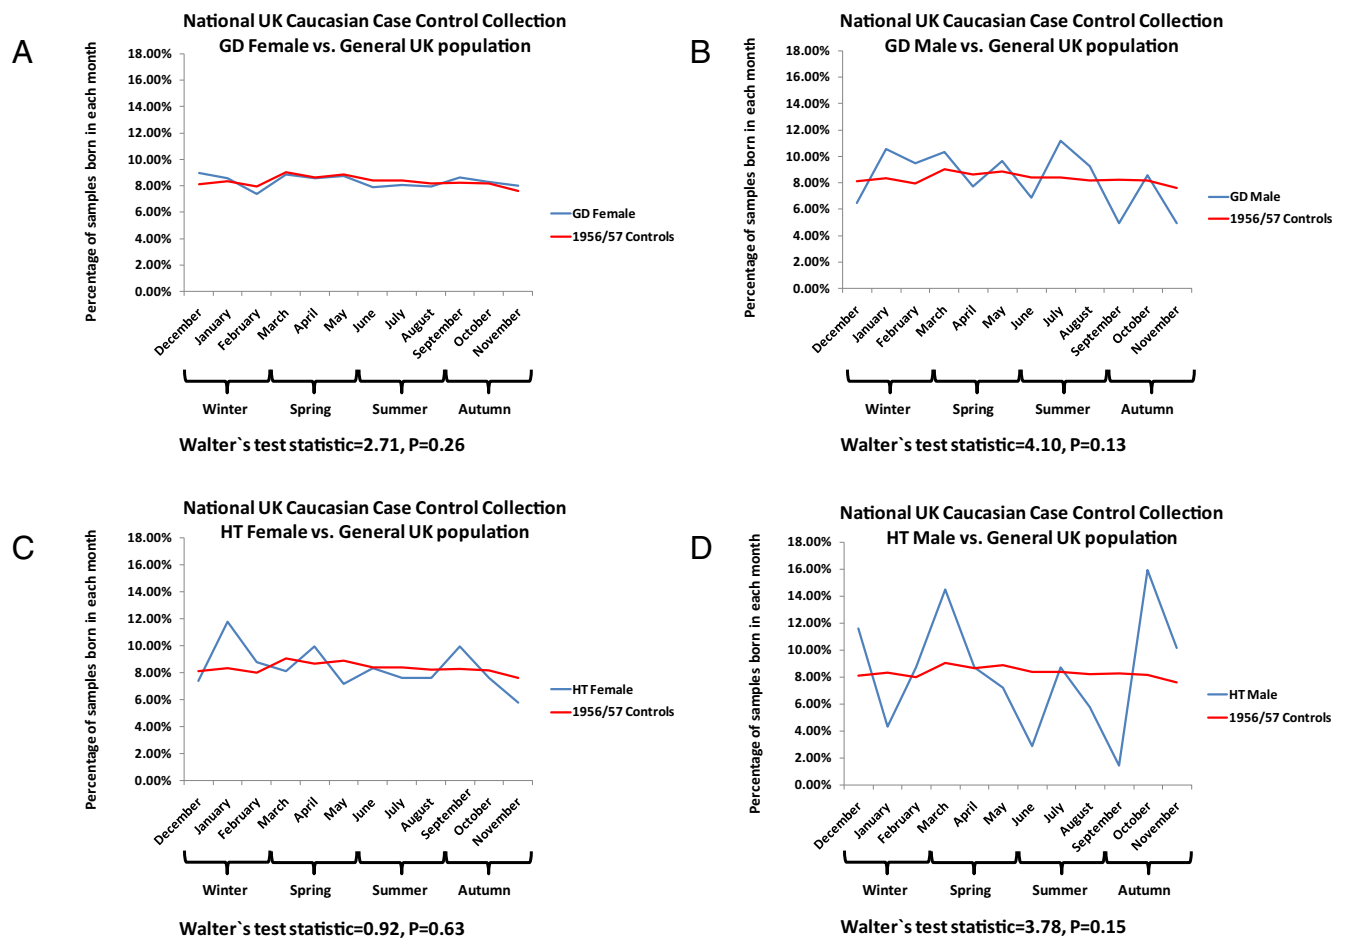 A
National UK Caucasian Case Control Collection
GD Female vs. General UK population
Percentage of samples born in each month
18.00%
16.00%
14.00%
12.00%
10.00%
8.00%
6.00%
4.00%
2.00%
0.00%
December
January
February
March
April
May
June
July
August
September
October
November
GD Female
1956/57 Controls
Winter Spring Summer Autumn
Walter`s test statistic=2.71, P=0.26
B
National UK Caucasian Case Control Collection
GD Male vs. General UK population
Percentage of samples born in each month
18.00%
16.00%
14.00%
12.00%
10.00%
8.00%
6.00%
4.00%
2.00%
0.00%
December
January
February
March
April
May
June
July
August
September
October
November
GD Male
1956/57 Controls
Winter Spring Summer Autumn
Walter`s test statistic=4.10, P=0.13
C
National UK Caucasian Case Control Collection
HT Female vs. General UK population
Percentage of samples born in each month
18.00%
16.00%
14.00%
12.00%
10.00%
8.00%
6.00%
4.00%
2.00%
0.00%
December
January
February
March
April
May
June
July
August
September
October
November
HT Female
1956/57 Controls
Winter Spring Summer Autumn
Walter`s test statistic=0.92, P=0.63
D
National UK Caucasian Case Control Collection
HT Male vs. General UK population
Percentage of samples born in each month
18.00%
16.00%
14.00%
12.00%
10.00%
8.00%
6.00%
4.00%
2.00%
0.00%
December
January
February
March
April
May
June
July
August
September
October
November
HT Male
1956/57 Controls
Winter Spring Summer Autumn
Walter`s test statistic=3.78, P=0.15